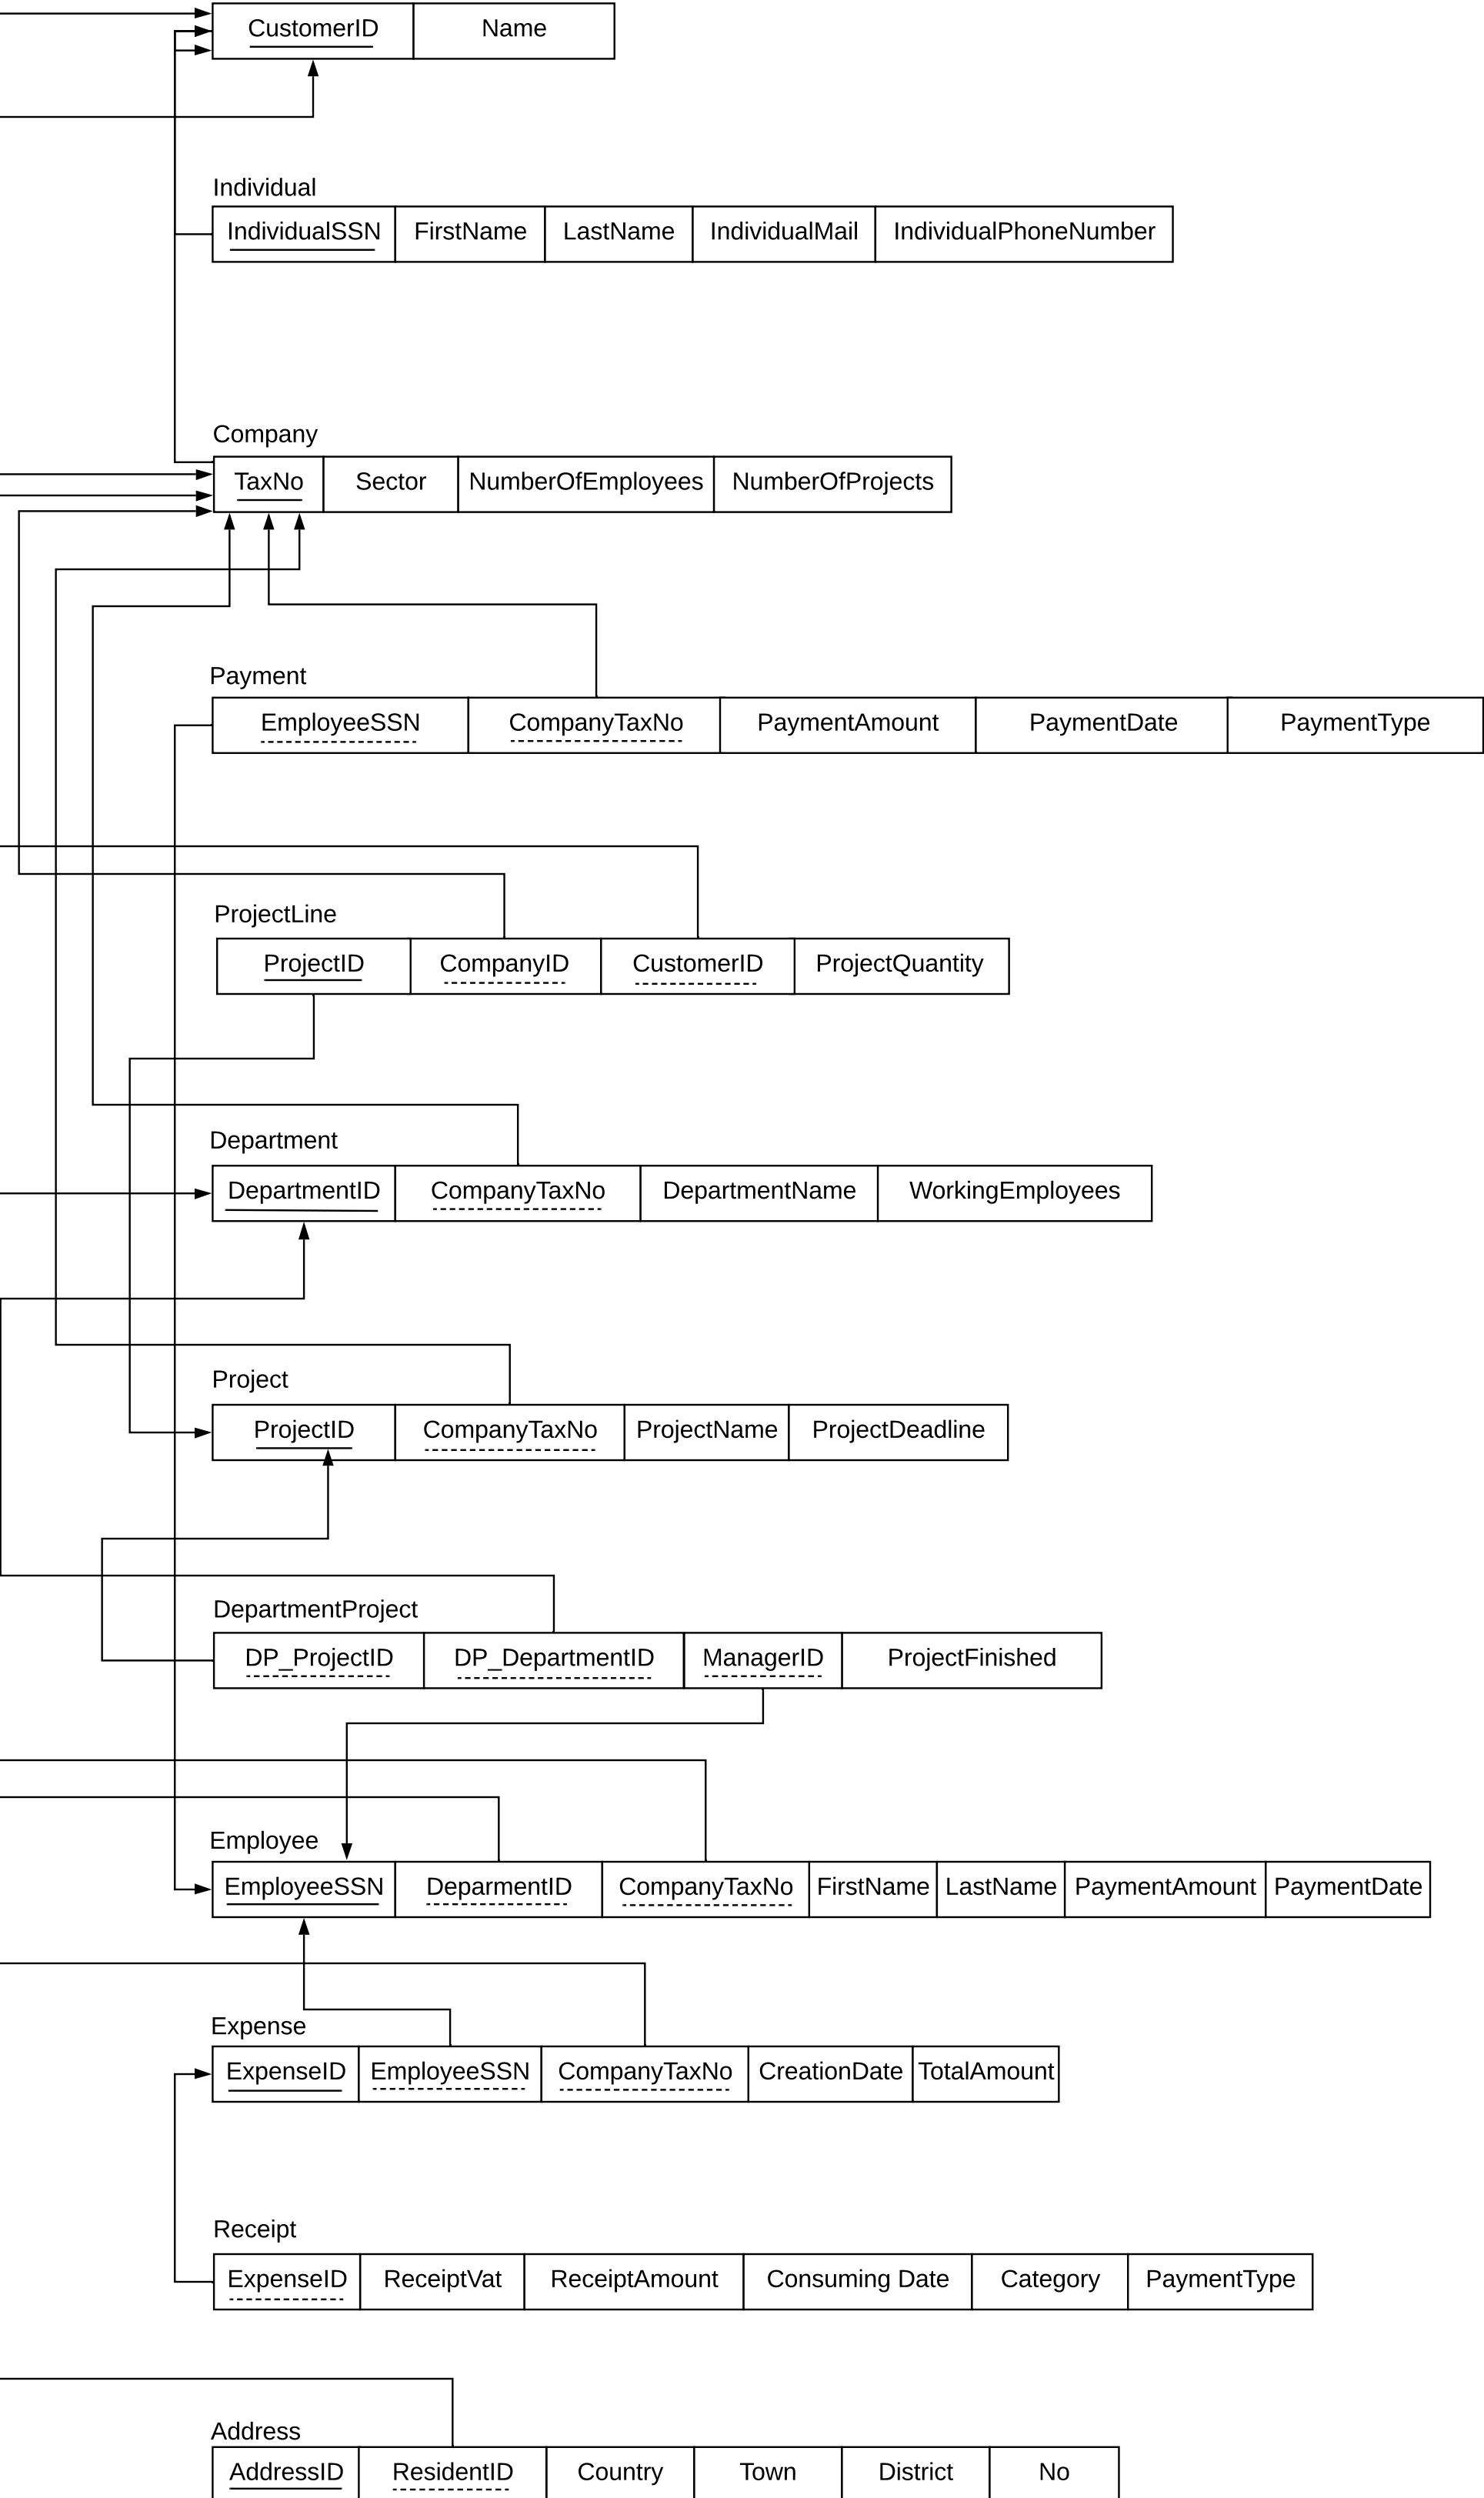 CustomerID Name
Individual
IndividualSSN FirstName LastName IndividualMail IndividualPhoneNumber
Company
TaxNo Sector NumberOfEmployees NumberOfProjects
Payment
EmployeeSSN CompanyTaxNo PaymentAmount PaymentDate PaymentType
ProjectLine
ProjectID CompanyID CustomerID ProjectQuantity
Department
DepartmentID CompanyTaxNo DepartmentName WorkingEmployees
Project
ProjectID CompanyTaxNo ProjectName ProjectDeadline
DepartmentProject
DP_ProjectID DP_DepartmentID ManagerID ProjectFinished
Employee
EmployeeSSN DeparmentID CompanyTaxNo FirstName LastName PaymentAmount PaymentDate
Expense
ExpenseID EmployeeSSN CompanyTaxNo CreationDate TotalAmount
Receipt
ExpenseID ReceiptVat ReceiptAmount Consuming Date Category PaymentType
Address
AddressID ResidentID Country Town District No